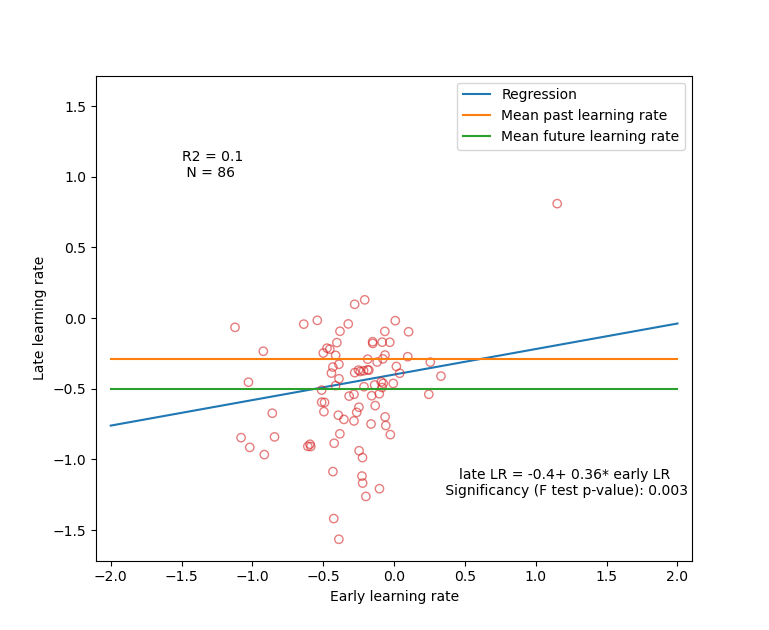 Regression
Mean past learning rate
Mean future learning rate
R2 = 0.1
N = 86
late LR = -0.4+ 0.36* early LR
Significancy (F test p-value): 0.003
1.5
1.0
0.5
0.0
−0.5
−1.0
−1.5
Late learning rate
−2.0 −1.5 −1.0 −0.5 0.0 0.5 1.0 1.5 2.0
Early learning rate